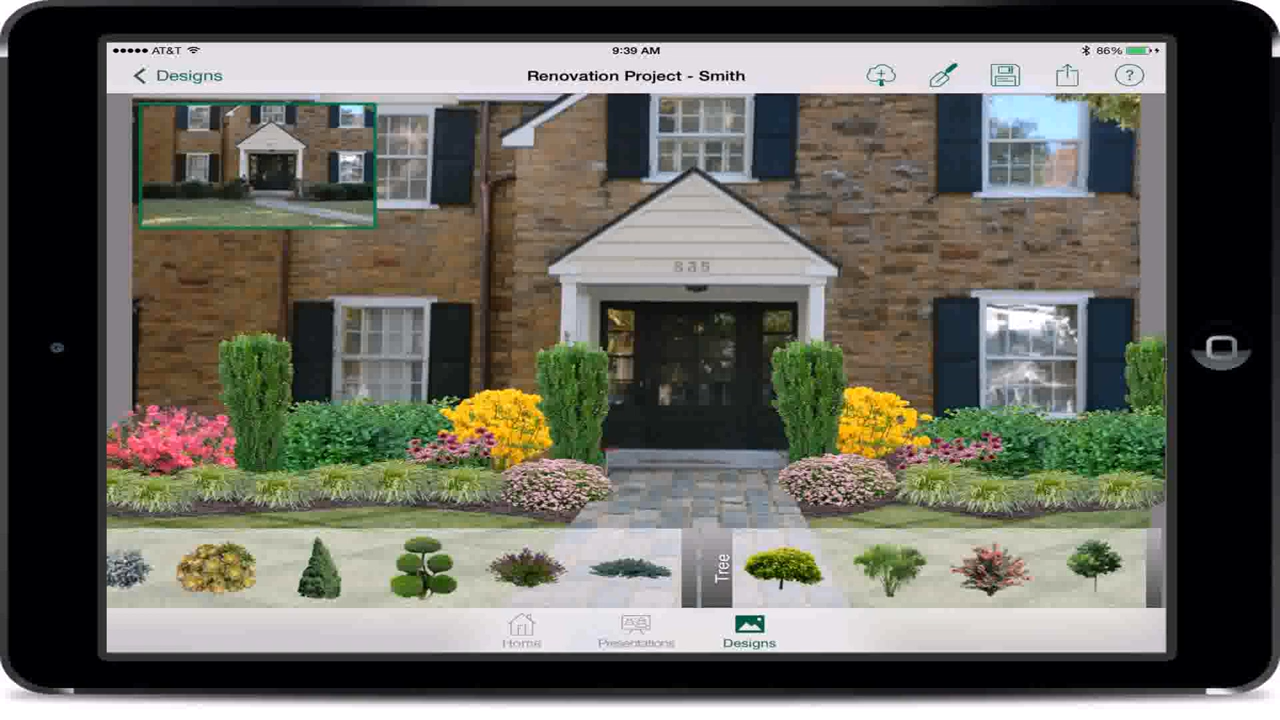 AT&T
9:39 AM
86%
Designs
Renovation Project - Smith
?
835
Tree
Home
Presentations
Designs